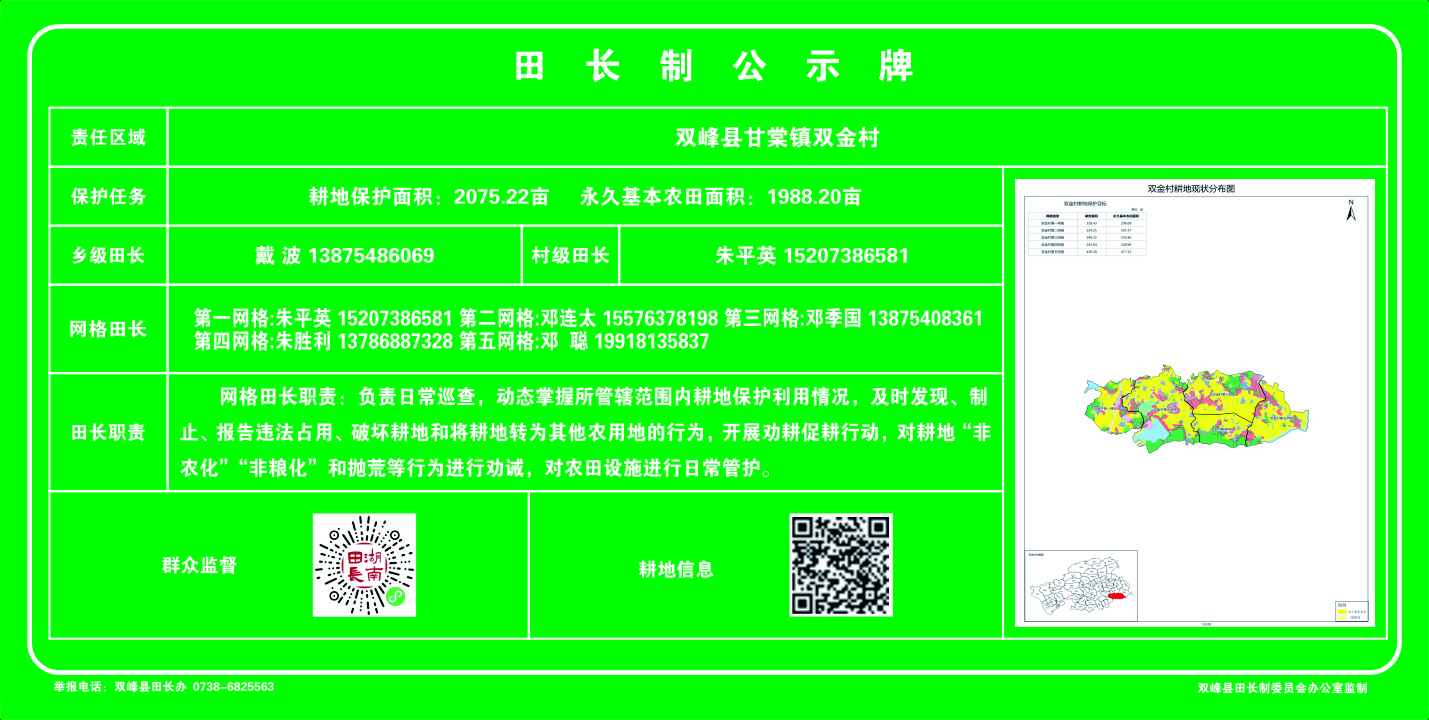 田长制公示牌
责任区域 双峰县甘棠镇双金村
保护任务 耕地保护面积：2075.22亩 永久基本农田面积：1988.20亩
乡级田长 戴 波 13875486069 村级田长 朱平英 15207386581
网格田长
第一网格:朱平英 15207386581 第二网格:邓连太 15576378198 第三网格:邓季国 13875408361
第四网格:朱胜利 13786887328 第五网格:邓 聪 19918135837
田长职责
网格田长职责：负责日常巡查，动态掌握所管辖范围内耕地保护利用情况，及时发现、制
止、报告违法占用、破坏耕地和将耕地转为其他农用地的行为，开展劝耕促耕行动，对耕地“非
农化”“非粮化”和抛荒等行为进行劝诫，对农田设施进行日常管护。
群众监督
湖南田長
耕地信息
双金村耕地现状分布图
双金村耕地保护目标
N
举报电话：双峰县田长办 0738-6825563
双峰县田长制委员会办公室监制